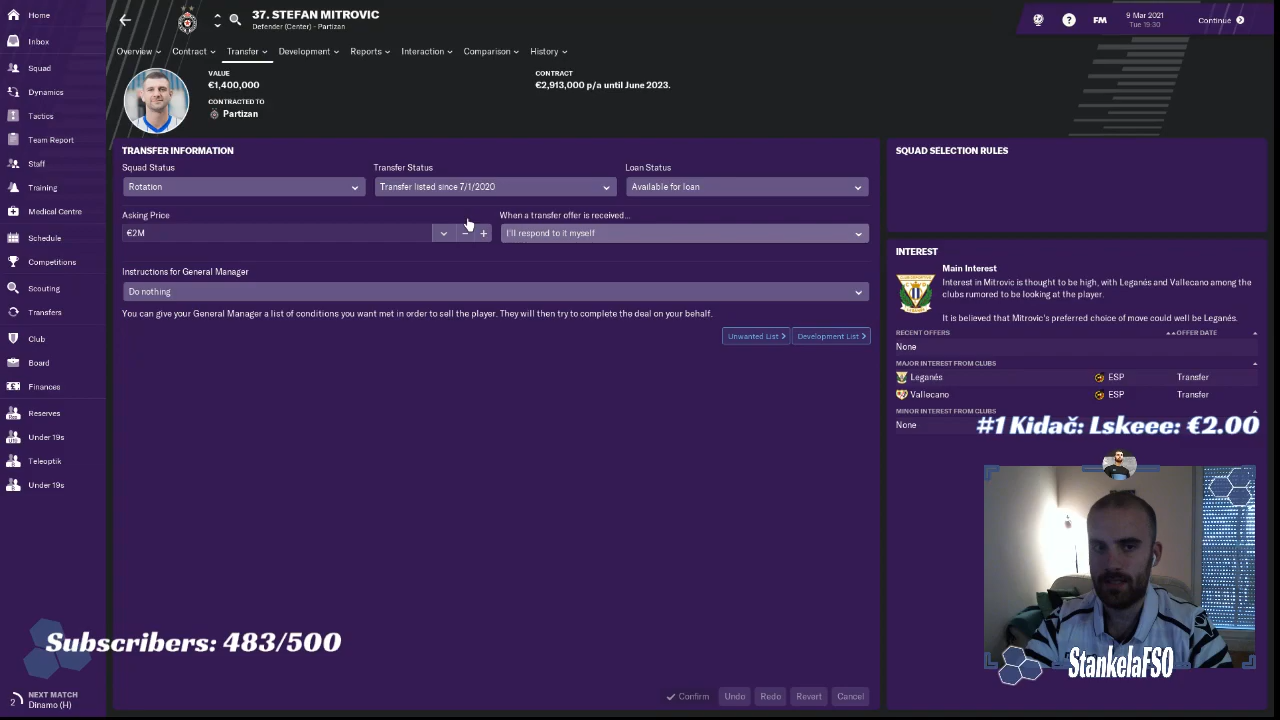 Home
Inbox
Squad
Dynamics
Tactics
Team Report
Staff
Training
Medical Centre
Schedule
Competitions
Scouting
Transfers
Club
Board
Finances
Reserves
Under 19s
Teleoptik
Under 19s
2
NEXT MATCH
Dinamo (H)
37. STEFAN MITROVIC
Defender (Center) - Partizan
FM
9 Mar 2021
Tue 19:30
Continue
Overview
Contract
Transfer
Development
Reports
Interaction
Comparison
History
VALUE
€1,400,000
CONTRACTED TO
Partizan
CONTRACT
€2,913,000 p/a until June 2023.
TRANSFER INFORMATION
Squad Status
Transfer Status
Loan Status
Rotation
Transfer listed since 7/1/2020
Available for loan
Asking Price
When a transfer offer is received...
€2M
I'll respond to it myself
Instructions for General Manager
Do nothing
You can give your General Manager a list of conditions you want met in order to sell the player. They will then try to complete the deal on your behalf.
Unwanted List
Development List
Confirm
Undo
Redo
Revert
Cancel
SQUAD SELECTION RULES
INTEREST
Main Interest
Interest in Mitrovic is thought to be high, with Leganés and Vallecano among the
clubs rumored to be looking at the player.
It is believed that Mitrovic's preferred choice of move could well be Leganés.
RECENT OFFERS
OFFER DATE
None
MAJOR INTEREST FROM CLUBS
Leganés ESP Transfer
Vallecano ESP Transfer
MINOR INTEREST FROM CLUBS
None
#1 Kidač: Lskeee: €2.00
Subscribers: 483/500
StankelaFSO